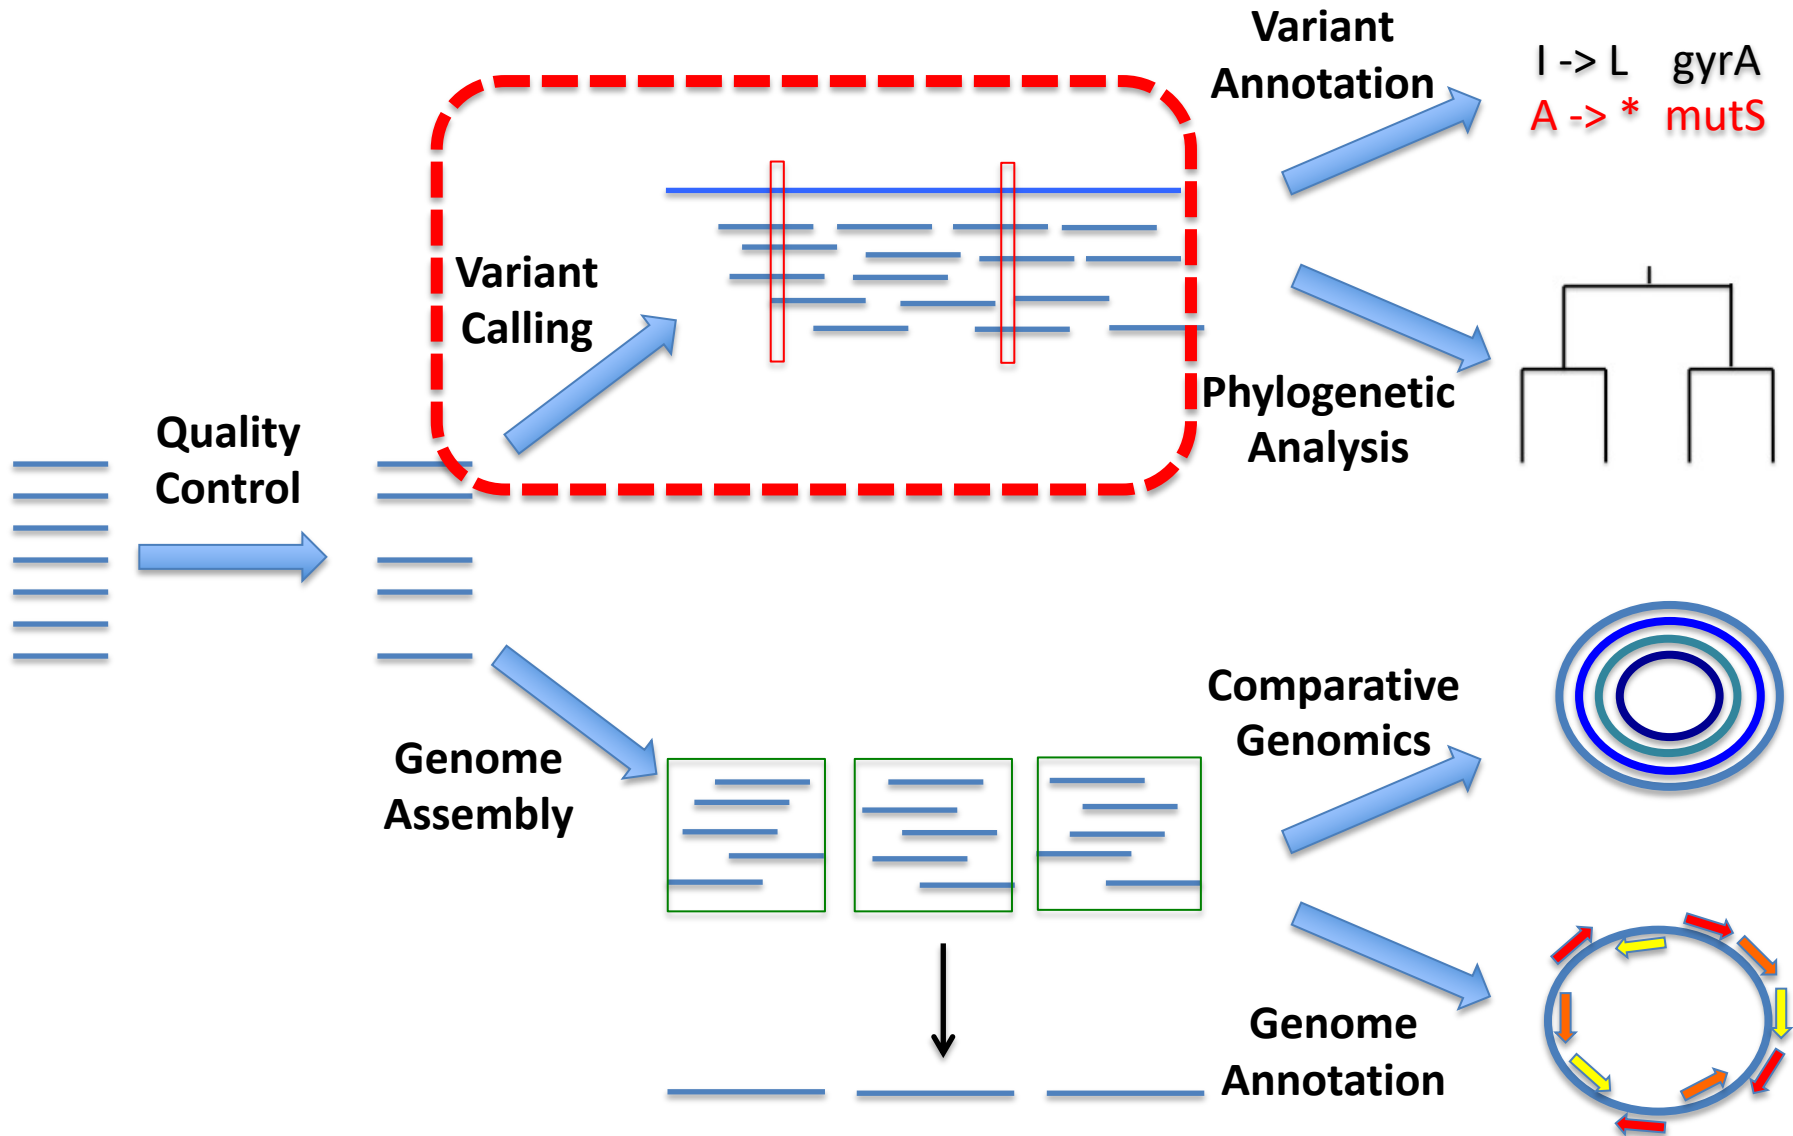 Variant
Annotation
I -> L gyrA
A -> * mutS
Variant
Calling
Phylogenetic
Analysis
Quality
Control
Genome
Assembly
Comparative
Genomics
Genome
Annotation